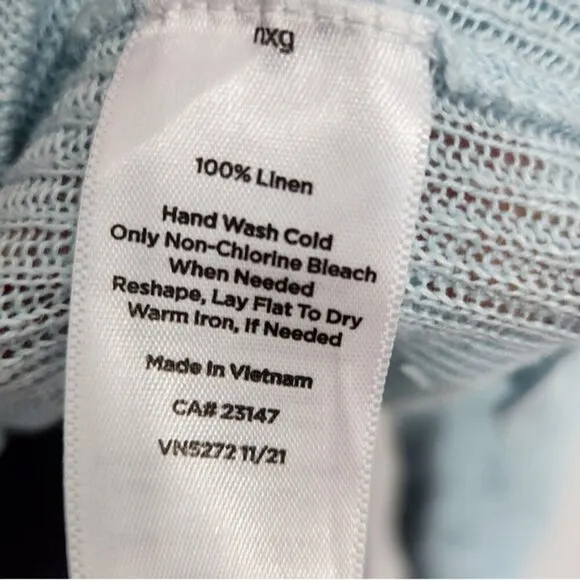 nxg
100% Linen
Hand Wash Cold
Only Non-Chlorine Bleach
When Needed
Reshape, Lay Flat To Dry
Warm Iron, If Needed
Made In Vietnam
CA# 23147
VN5272 11/21